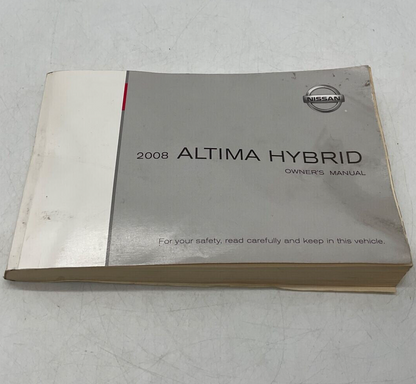 NISSAN
2008 ALTIMA HYBRID
OWNER'S MANUAL
For your safety, read carefully and keep in this vehicle.